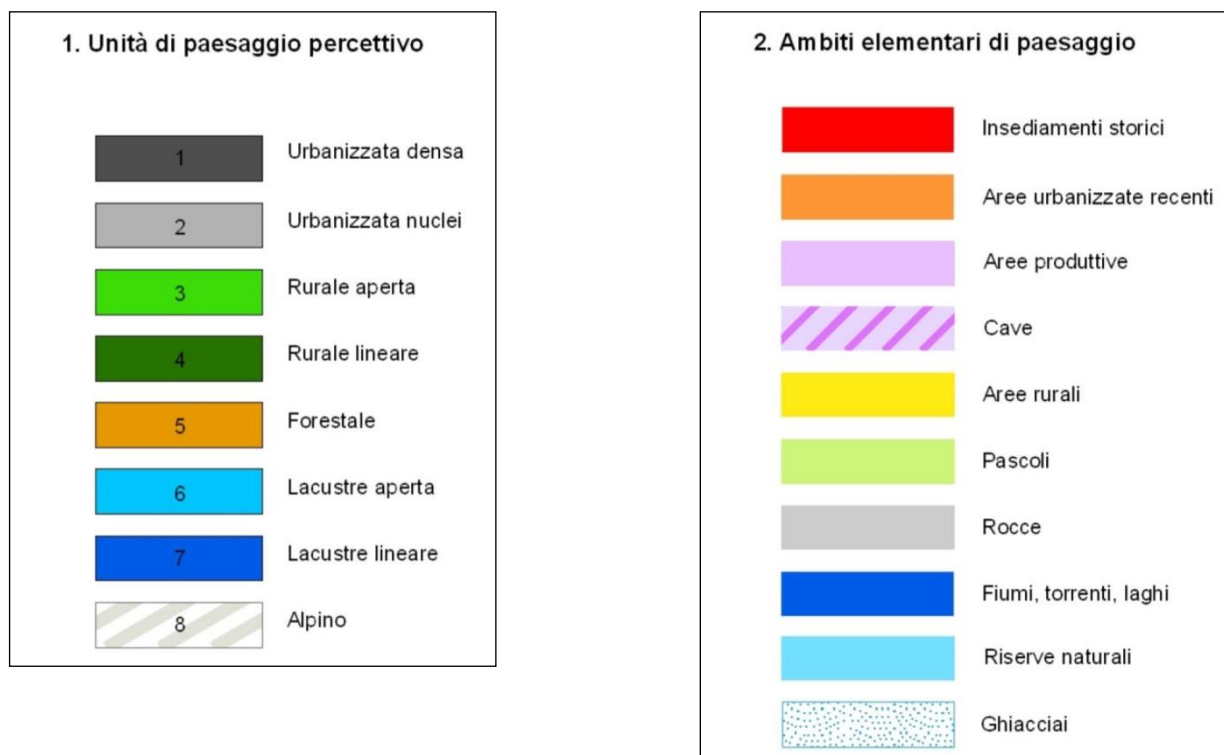 1. Unità di paesaggio percettivo
1 Urbanizzata densa
2 Urbanizzata nuclei
3 Rurale aperta
4 Rurale lineare
5 Forestale
6 Lacustre aperta
7 Lacustre lineare
8 Alpino
2. Ambiti elementari di paesaggio
Insediamenti storici
Aree urbanizzate recenti
Aree produttive
Cave
Aree rurali
Pascoli
Rocce
Fiumi, torrenti, laghi
Riserve naturali
Ghiacciai